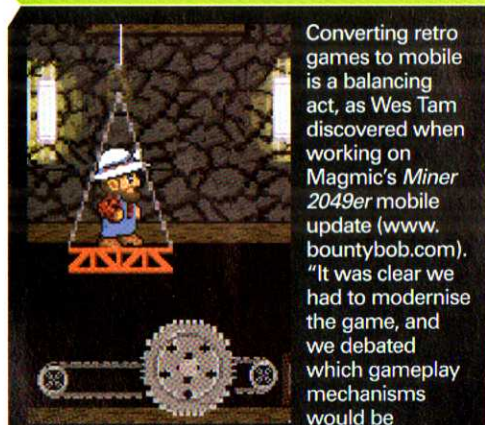 Converting retro
games to mobile
is a balancing
act, as Wes Tam
discovered when
working on
Magmic's Miner
2049er mobile
update (www.
bountybob.com).
"It was clear we
had to modernise
the game, and
we debated
which gameplay
mechanisms
would be